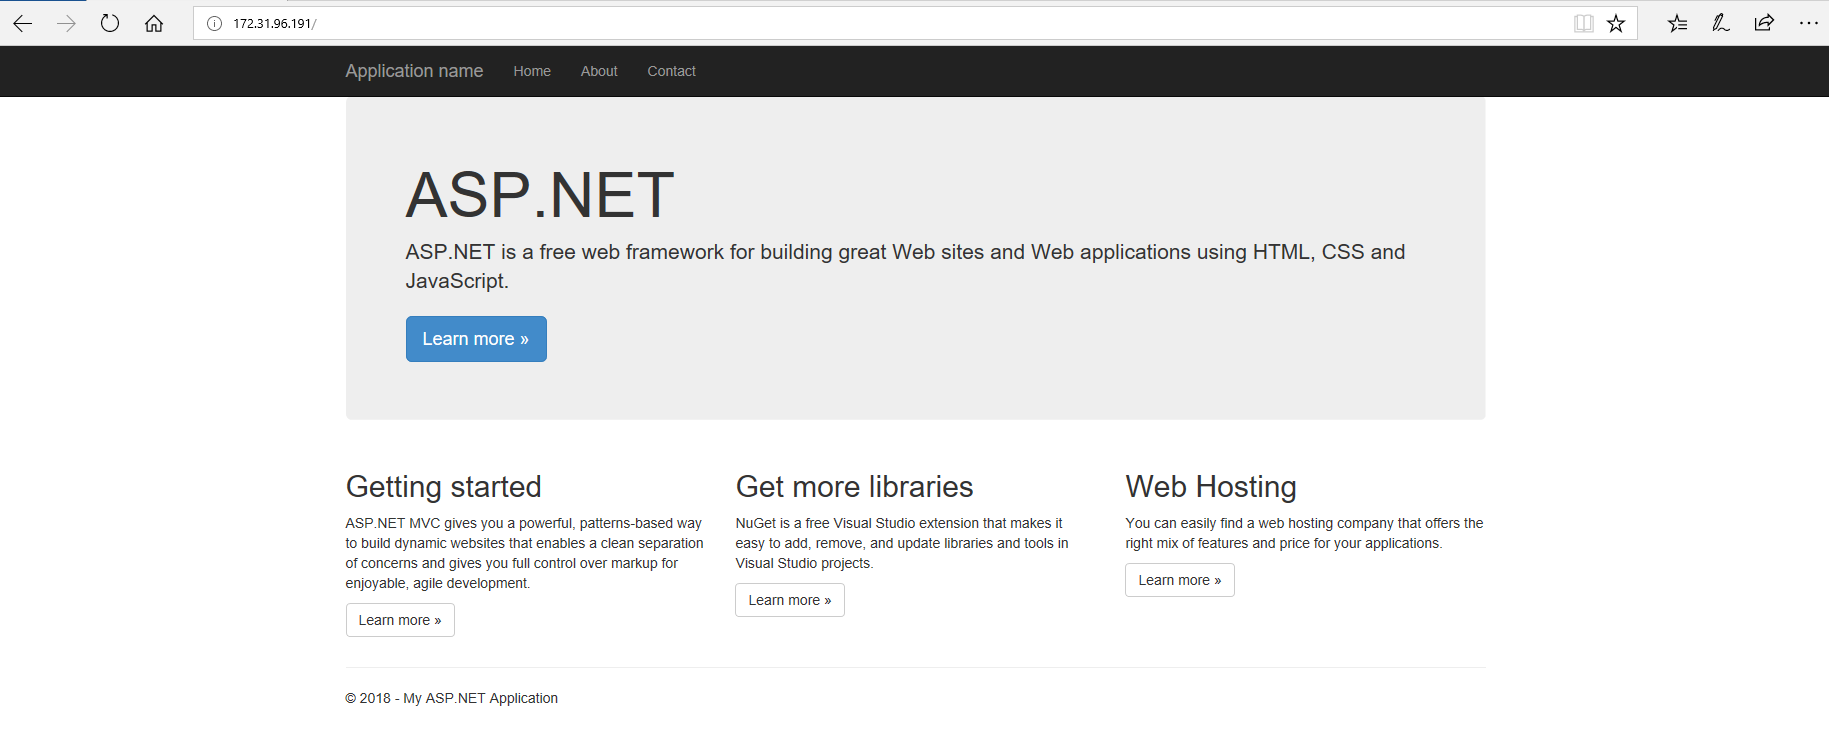 172.31.96.191/
Application name Home About Contact
ASP.NET
ASP.NET is a free web framework for building great Web sites and Web applications using HTML, CSS and
JavaScript.
Learn more »
Getting started
ASP.NET MVC gives you a powerful, patterns-based way
to build dynamic websites that enables a clean separation
of concerns and gives you full control over markup for
enjoyable, agile development.
Learn more »
Get more libraries
NuGet is a free Visual Studio extension that makes it
easy to add, remove, and update libraries and tools in
Visual Studio projects.
Learn more »
Web Hosting
You can easily find a web hosting company that offers the
right mix of features and price for your applications.
Learn more »
© 2018 - My ASP.NET Application